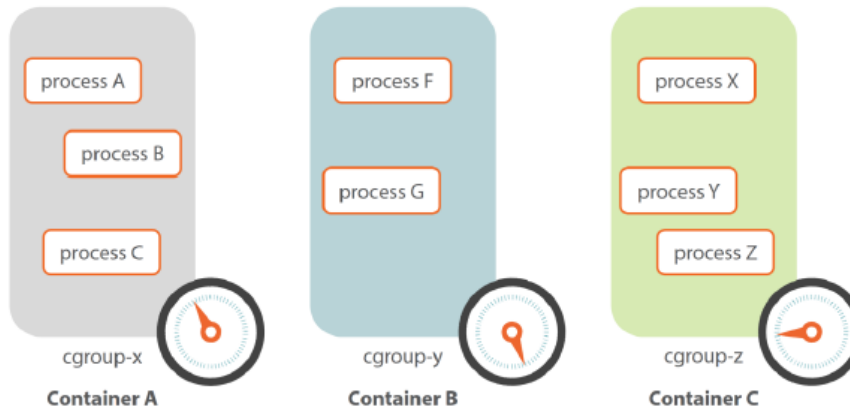 process A
process B
process C
cgroup-x
Container A
process F
process G
cgroup-y
Container B
process X
process Y
process Z
cgroup-z
Container C